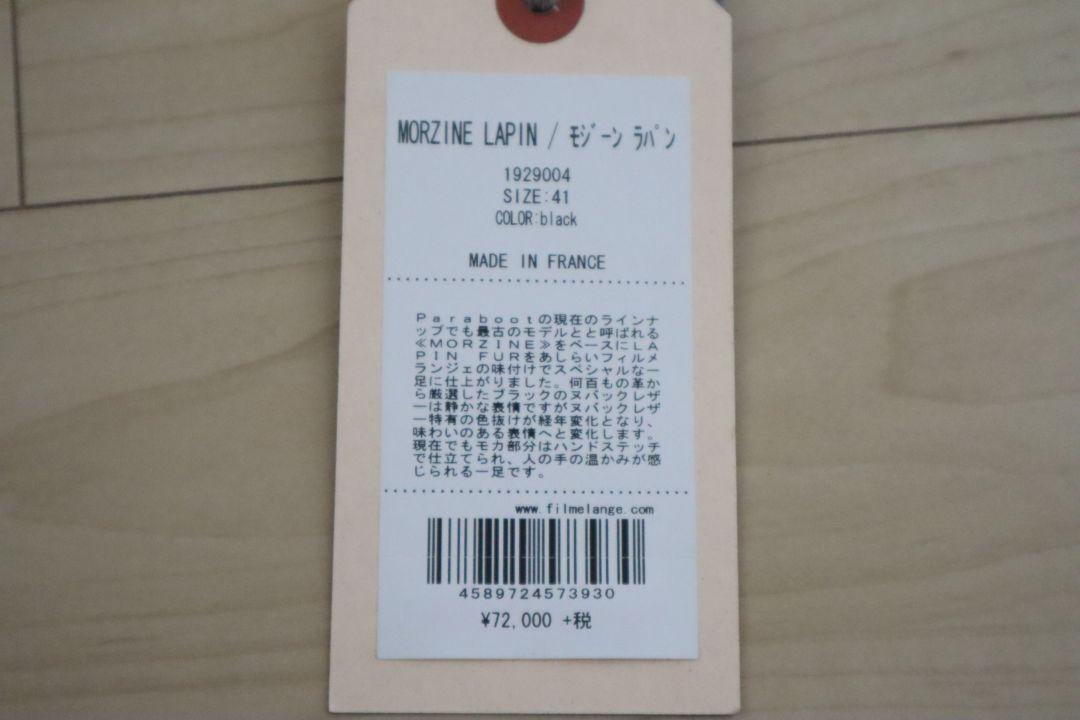 MORZINE LAPIN / ﾓｼﾞｰﾝ ﾗﾊﾟﾝ
1929004
SIZE:41
COLOR:black
MADE IN FRANCE
Ｐａｒａｂｏｏｔの現在のラインナ
ップでも最古のモデルとと呼ばれる
≪ＭＯＲＺＩＮＥ≫をベースにＬＡ
ＰＩＮ　ＦＵＲをあしらいフィルメ
ランジェの味付けでスペシャルな一
足に仕上がりました。何百もの革か
ら厳選したブラックのヌバックレザ
ーは静かな表情ですがヌバックレザ
ー特有の色抜けが経年変化となり、
味わいのある表情へと変化します。
現在でもモカ部分はハンドステッチ
で仕立てられ、人の手の温かみが感
じられる一足です。
www.filmelange.com
4589724573930
¥72,000 +税